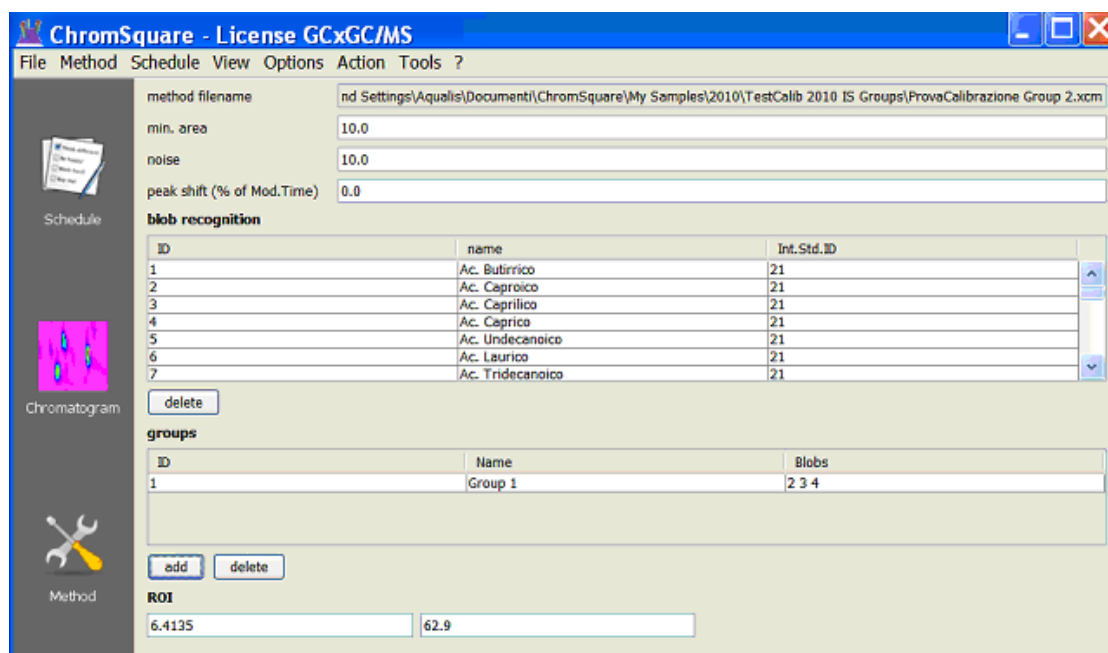 ChromSquare - License GCxGC/MS
File Method Schedule View Options Action Tools ?
method filename nd Settings\Aqualis\Documenti\ChromSquare\My Samples\2010\TestCalib 2010 IS Groups\ProvaCalibrazione Group 2.xcm
min. area 10.0
noise 10.0
peak shift (% of Mod.Time) 0.0
Schedule
blob recognition
ID name Int.Std.ID
1 Ac. Butirrico 21
2 Ac. Caproico 21
3 Ac. Caprilico 21
4 Ac. Caprico 21
5 Ac. Undecanoico 21
6 Ac. Laurico 21
7 Ac. Tridecanoico 21
Chromatogram
delete
groups
ID Name Blobs
1 Group 1 2 3 4
add delete
Method
ROI
6.4135 62.9